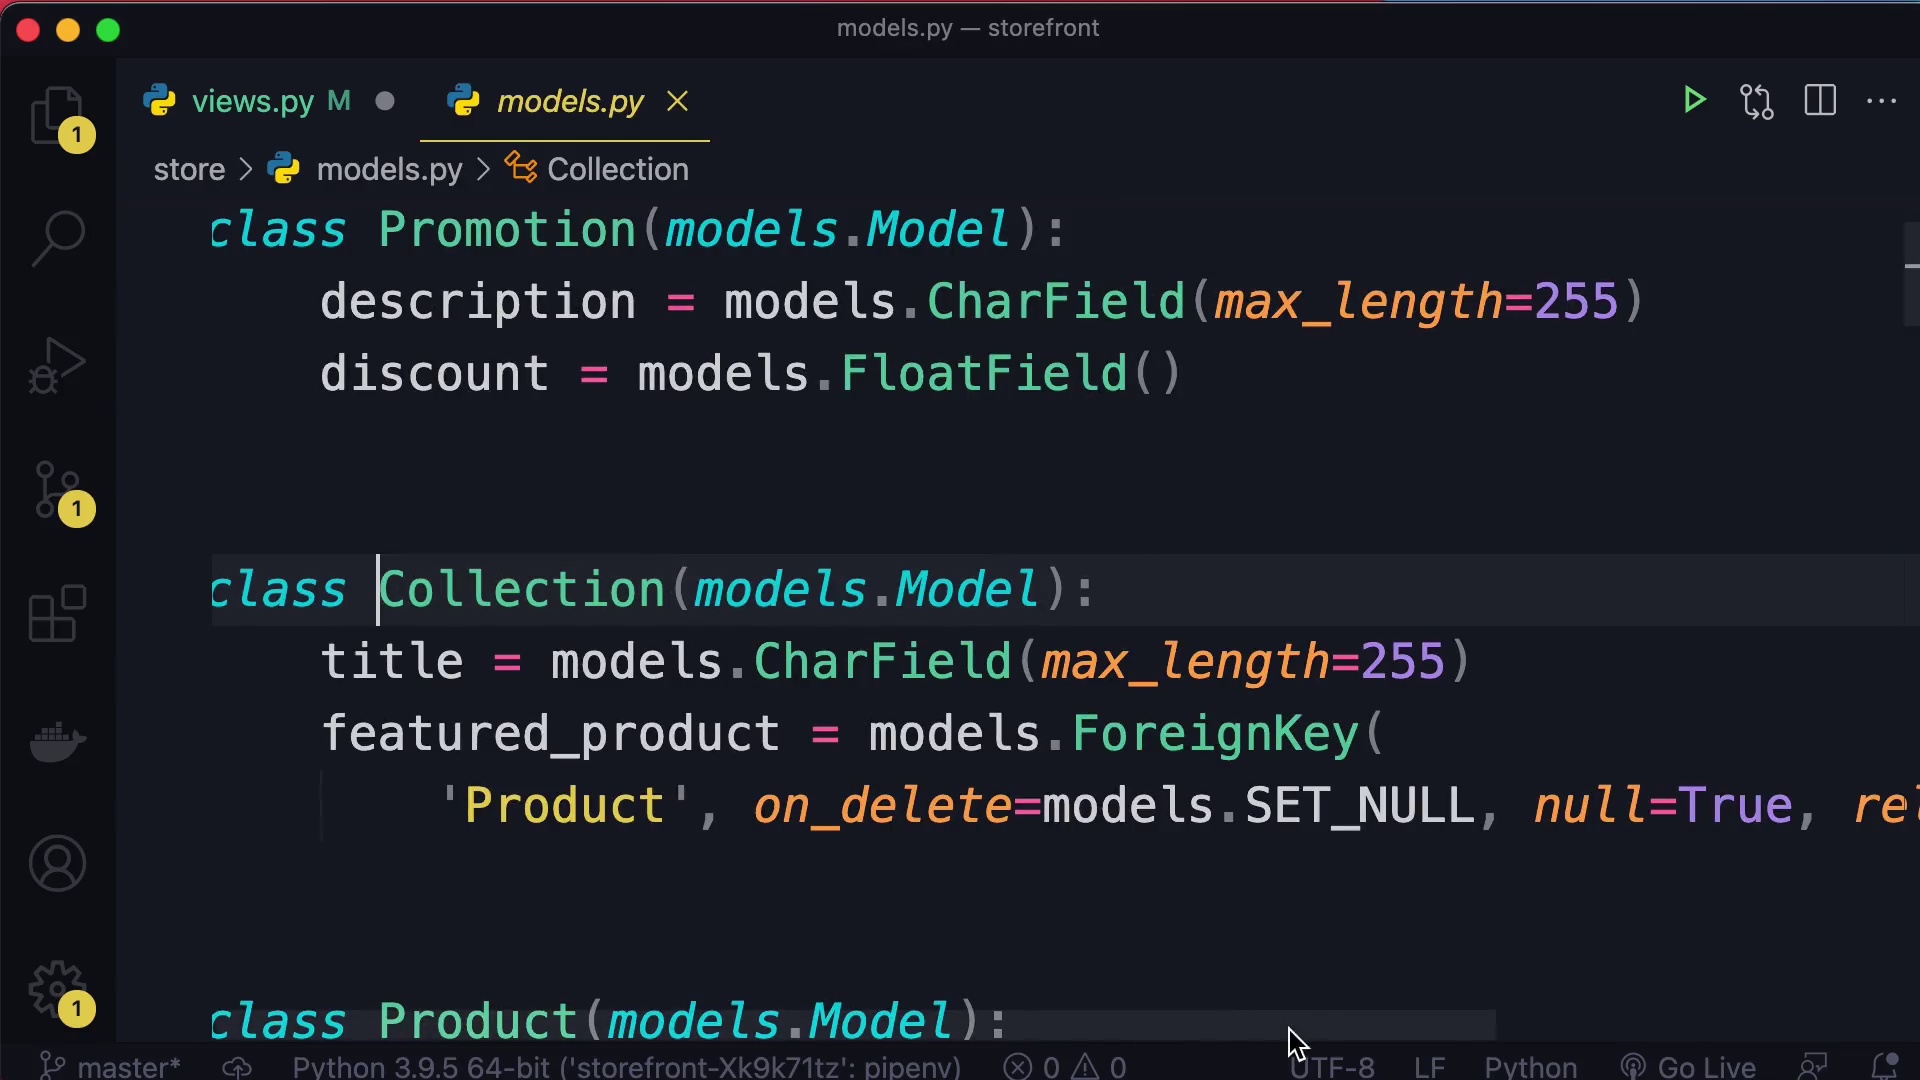 models.py — storefront
views.py M
models.py
store > models.py > Collection
class Promotion(models.Model):
description = models.CharField(max_length=255)
discount = models.FloatField()
class Collection(models.Model):
title = models.CharField(max_length=255)
featured_product = models.ForeignKey(
'Product', on_delete=models.SET_NULL, null=True, rel
class Product(models.Model):
1
1
1
master* Python 3.9.5 64-bit ('storefront-Xk9k71tz': pipenv) 0 0 UTF-8 LF Python Go Live